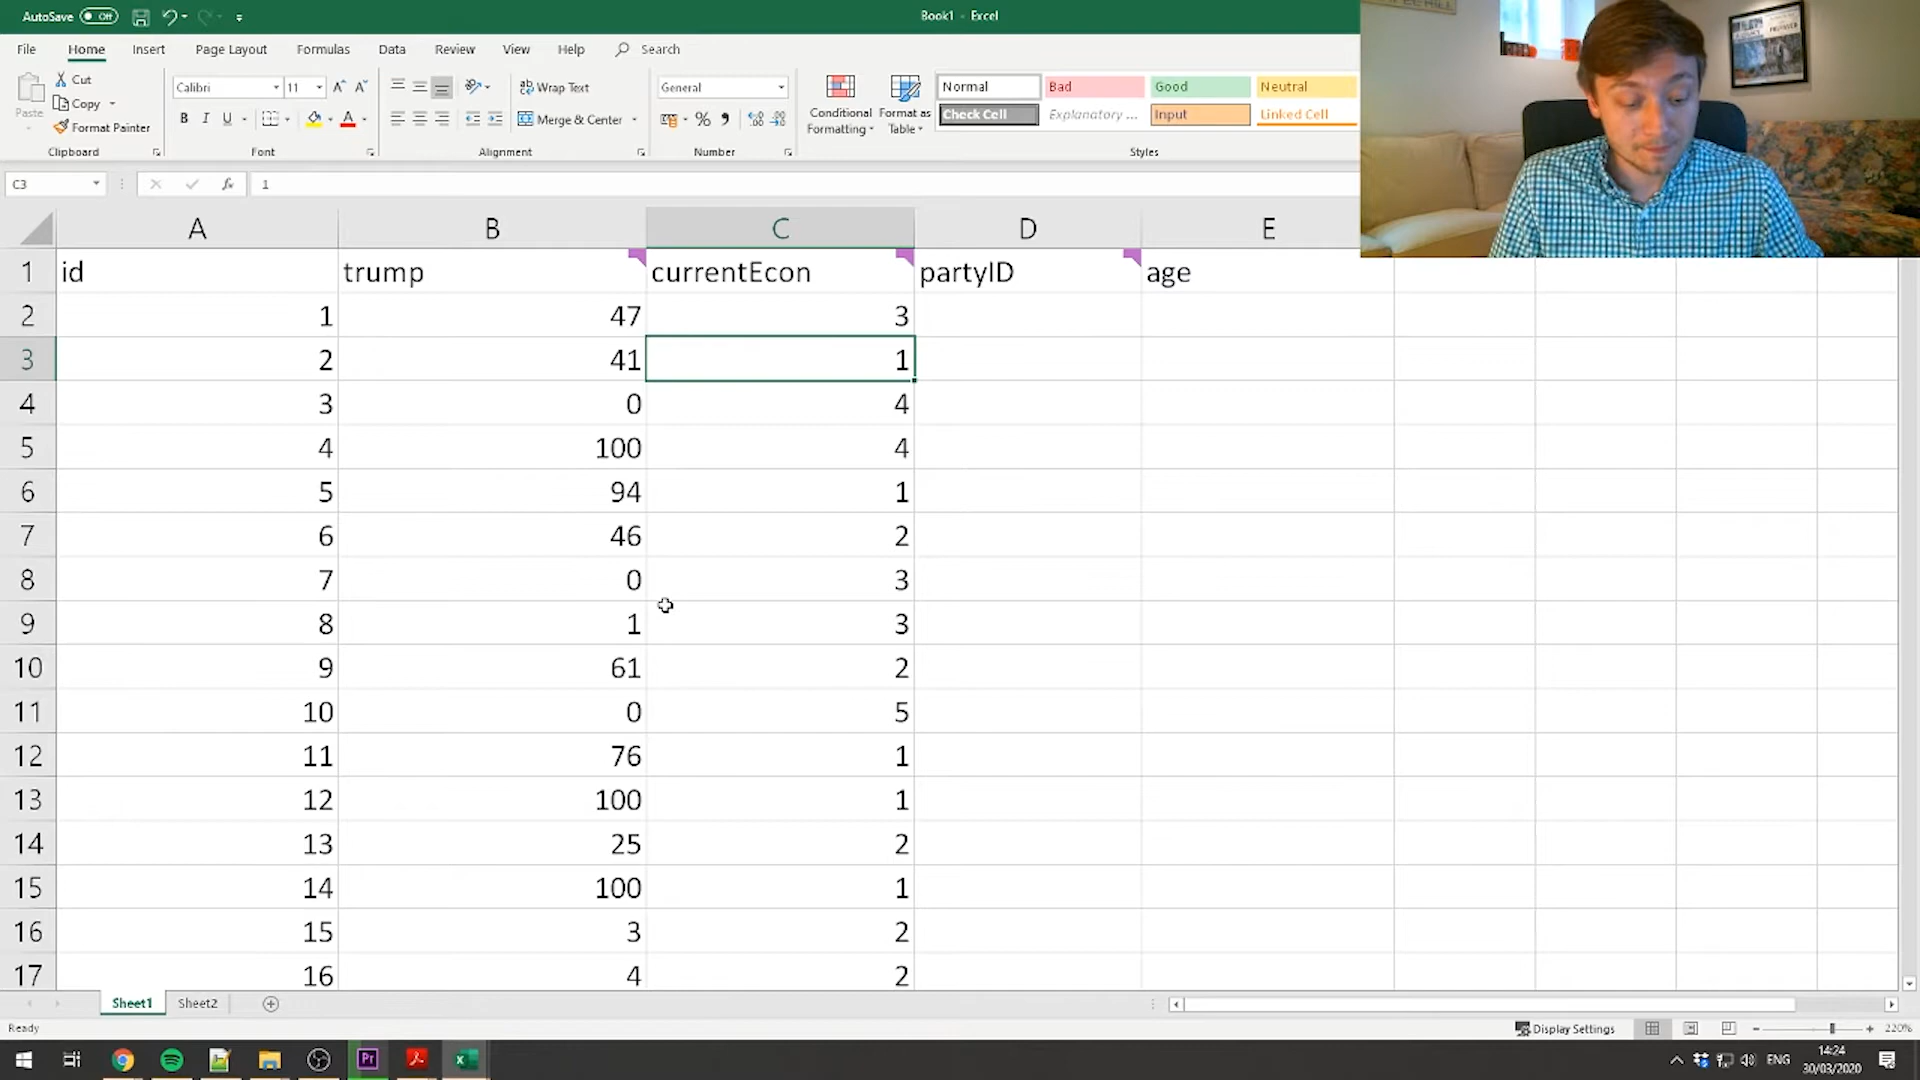 AutoSave Off Book1 - Excel
File Home Insert Page Layout Formulas Data Review View Help Search
Paste Cut Copy Format Painter
Calibri 11 B I U
Wrap Text
Merge & Center
General
%
Conditional Formatting Format as Table
Normal Bad Good Neutral
Check Cell Explanatory ... Input Linked Cell
Clipboard Font Alignment Number Styles
C3 fx 1
A B C D E
1 id trump currentEcon partyID age
2 1 47 3
3 2 41 1
4 3 0 4
5 4 100 4
6 5 94 1
7 6 46 2
8 7 0 3
9 8 1 3
10 9 61 2
11 10 0 5
12 11 76 1
13 12 100 1
14 13 25 2
15 14 100 1
16 15 3 2
17 16 4 2
Sheet1 Sheet2
Ready Display Settings 220%
Pr ENG 14:24
30/03/2020